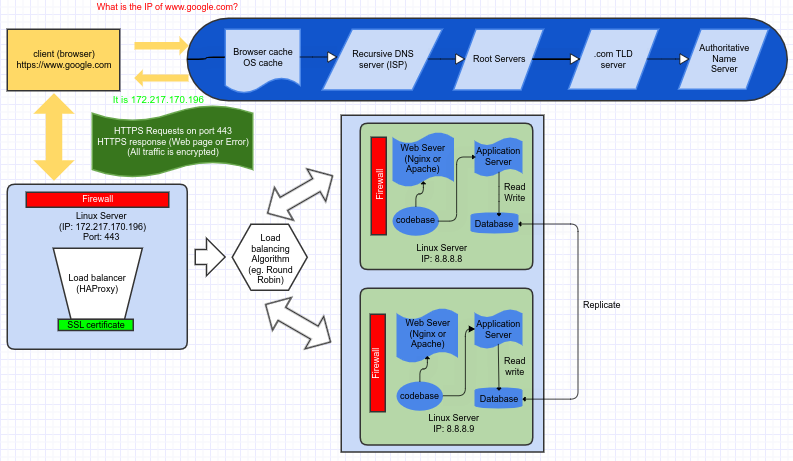 What is the IP of www.google.com?
client (browser)
https://www.google.com
Browser cache
OS cache
Recursive DNS
server (ISP)
Root Servers
.com TLD
server
Authoritative
Name
Server
It is 172.217.170.196
HTTPS Requests on port 443
HTTPS response (Web page or Error)
(All traffic is encrypted)
Firewall
Linux Server
(IP: 172.217.170.196)
Port: 443
Load balancer
(HAProxy)
SSL certificate
Load
balancing
Algorithm
(eg. Round
Robin)
Firewall
Web Sever
(Nginx or
Apache)
Application
Server
Read
Write
codebase
Database
Linux Server
IP: 8.8.8.8
Replicate
Firewall
Web Sever
(Nginx or
Apache)
Application
Server
Read
write
codebase
Database
Linux Server
IP: 8.8.8.9